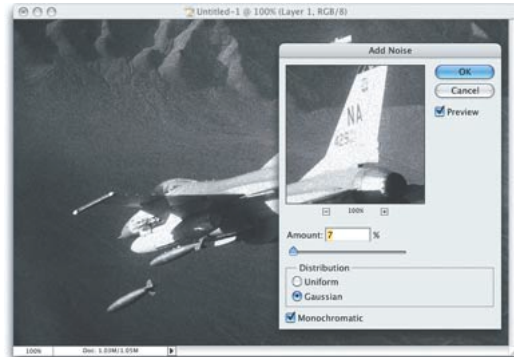 Untitled-1 @ 100% (Layer 1, RGB/8)
Add Noise
OK
Cancel
Preview
NA
100%
Amount: 7 %
Distribution
Uniform
Gaussian
Monochromatic
100% Doc: 1.03M/1.05M